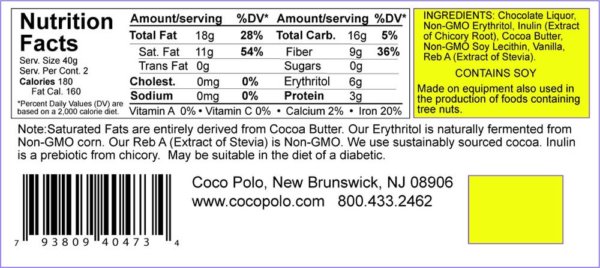 Nutrition
Facts
Serv. Size 40g
Serv. Per Cont. 2
Calories 180
Fat Cal. 160
*Percent Daily Values (DV) are
based on a 2,000 calorie diet.
Amount/serving %DV* Amount/serving %DV*
Total Fat 18g 28% Total Carb. 16g 5%
Sat. Fat 11g 54% Fiber 9g 36%
Trans Fat 0g Sugars 0g
Cholest. 0mg 0% Erythritol 6g
Sodium 0mg 0% Protein 3g
Vitamin A 0% • Vitamin C 0% • Calcium 2% • Iron 20%
INGREDIENTS: Chocolate Liquor,
Non-GMO Erythritol, Inulin (Extract
of Chicory Root), Cocoa Butter,
Non-GMO Soy Lecithin, Vanilla,
Reb A (Extract of Stevia).
CONTAINS SOY
Made on equipment also used in
the production of foods containing
tree nuts.
Note:Saturated Fats are entirely derived from Cocoa Butter. Our Erythritol is naturally fermented from
Non-GMO corn. Our Reb A (Extract of Stevia) is Non-GMO. We use sustainably sourced cocoa. Inulin
is a prebiotic from chicory. May be suitable in the diet of a diabetic.
Coco Polo, New Brunswick, NJ 08906
www.cocopolo.com 800.433.2462
7 93809 40473 4